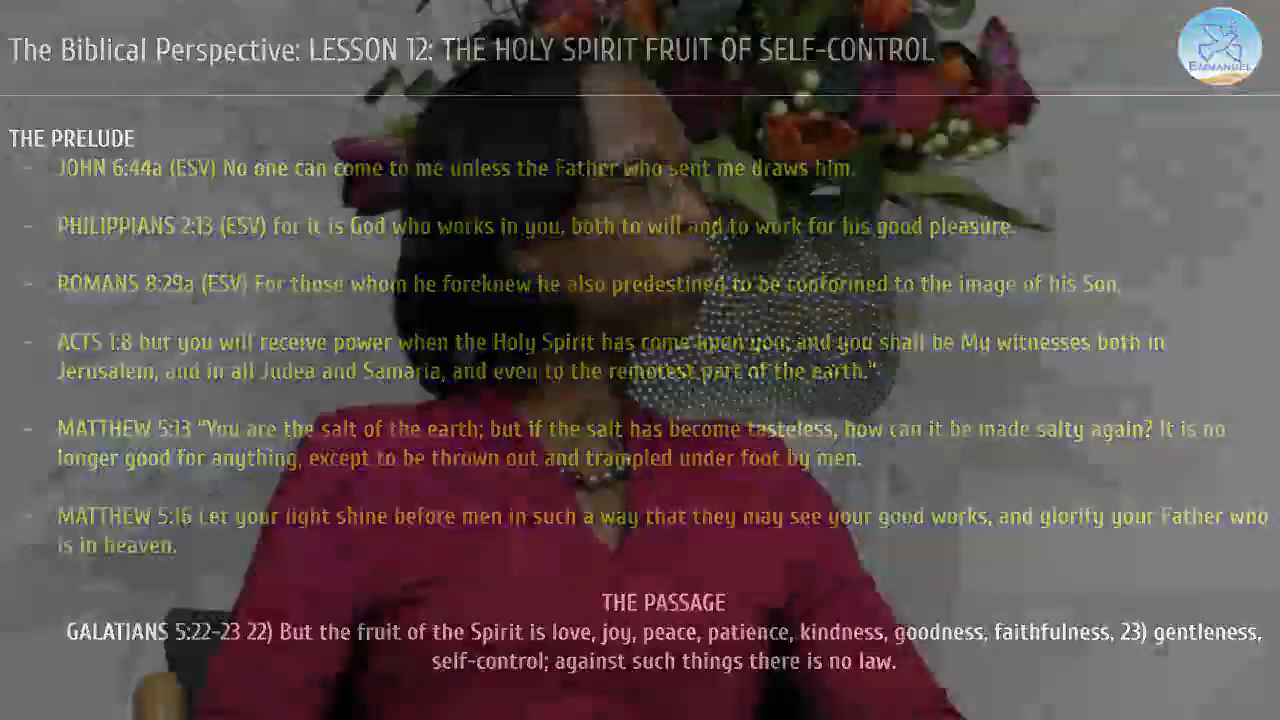 The Biblical Perspective: LESSON 12: THE HOLY SPIRIT FRUIT OF SELF-CONTROL
EMMANUEL
THE PRELUDE
- JOHN 6:44a (ESV) No one can come to me unless the Father who sent me draws him.
- PHILIPPIANS 2:13 (ESV) for it is God who works in you, both to will and to work for his good pleasure.
- ROMANS 8:29a (ESV) For those whom he foreknew he also predestined to be conformed to the image of his Son,
- ACTS 1:8 but you will receive power when the Holy Spirit has come upon you; and you shall be My witnesses both in
Jerusalem, and in all Judea and Samaria, and even to the remotest part of the earth."
- MATTHEW 5:13 "You are the salt of the earth; but if the salt has become tasteless, how can it be made salty again? It is no
longer good for anything, except to be thrown out and trampled under foot by men.
- MATTHEW 5:16 Let your light shine before men in such a way that they may see your good works, and glorify your Father who
is in heaven.
THE PASSAGE
GALATIANS 5:22-23 22) But the fruit of the Spirit is love, joy, peace, patience, kindness, goodness, faithfulness, 23) gentleness,
self-control; against such things there is no law.